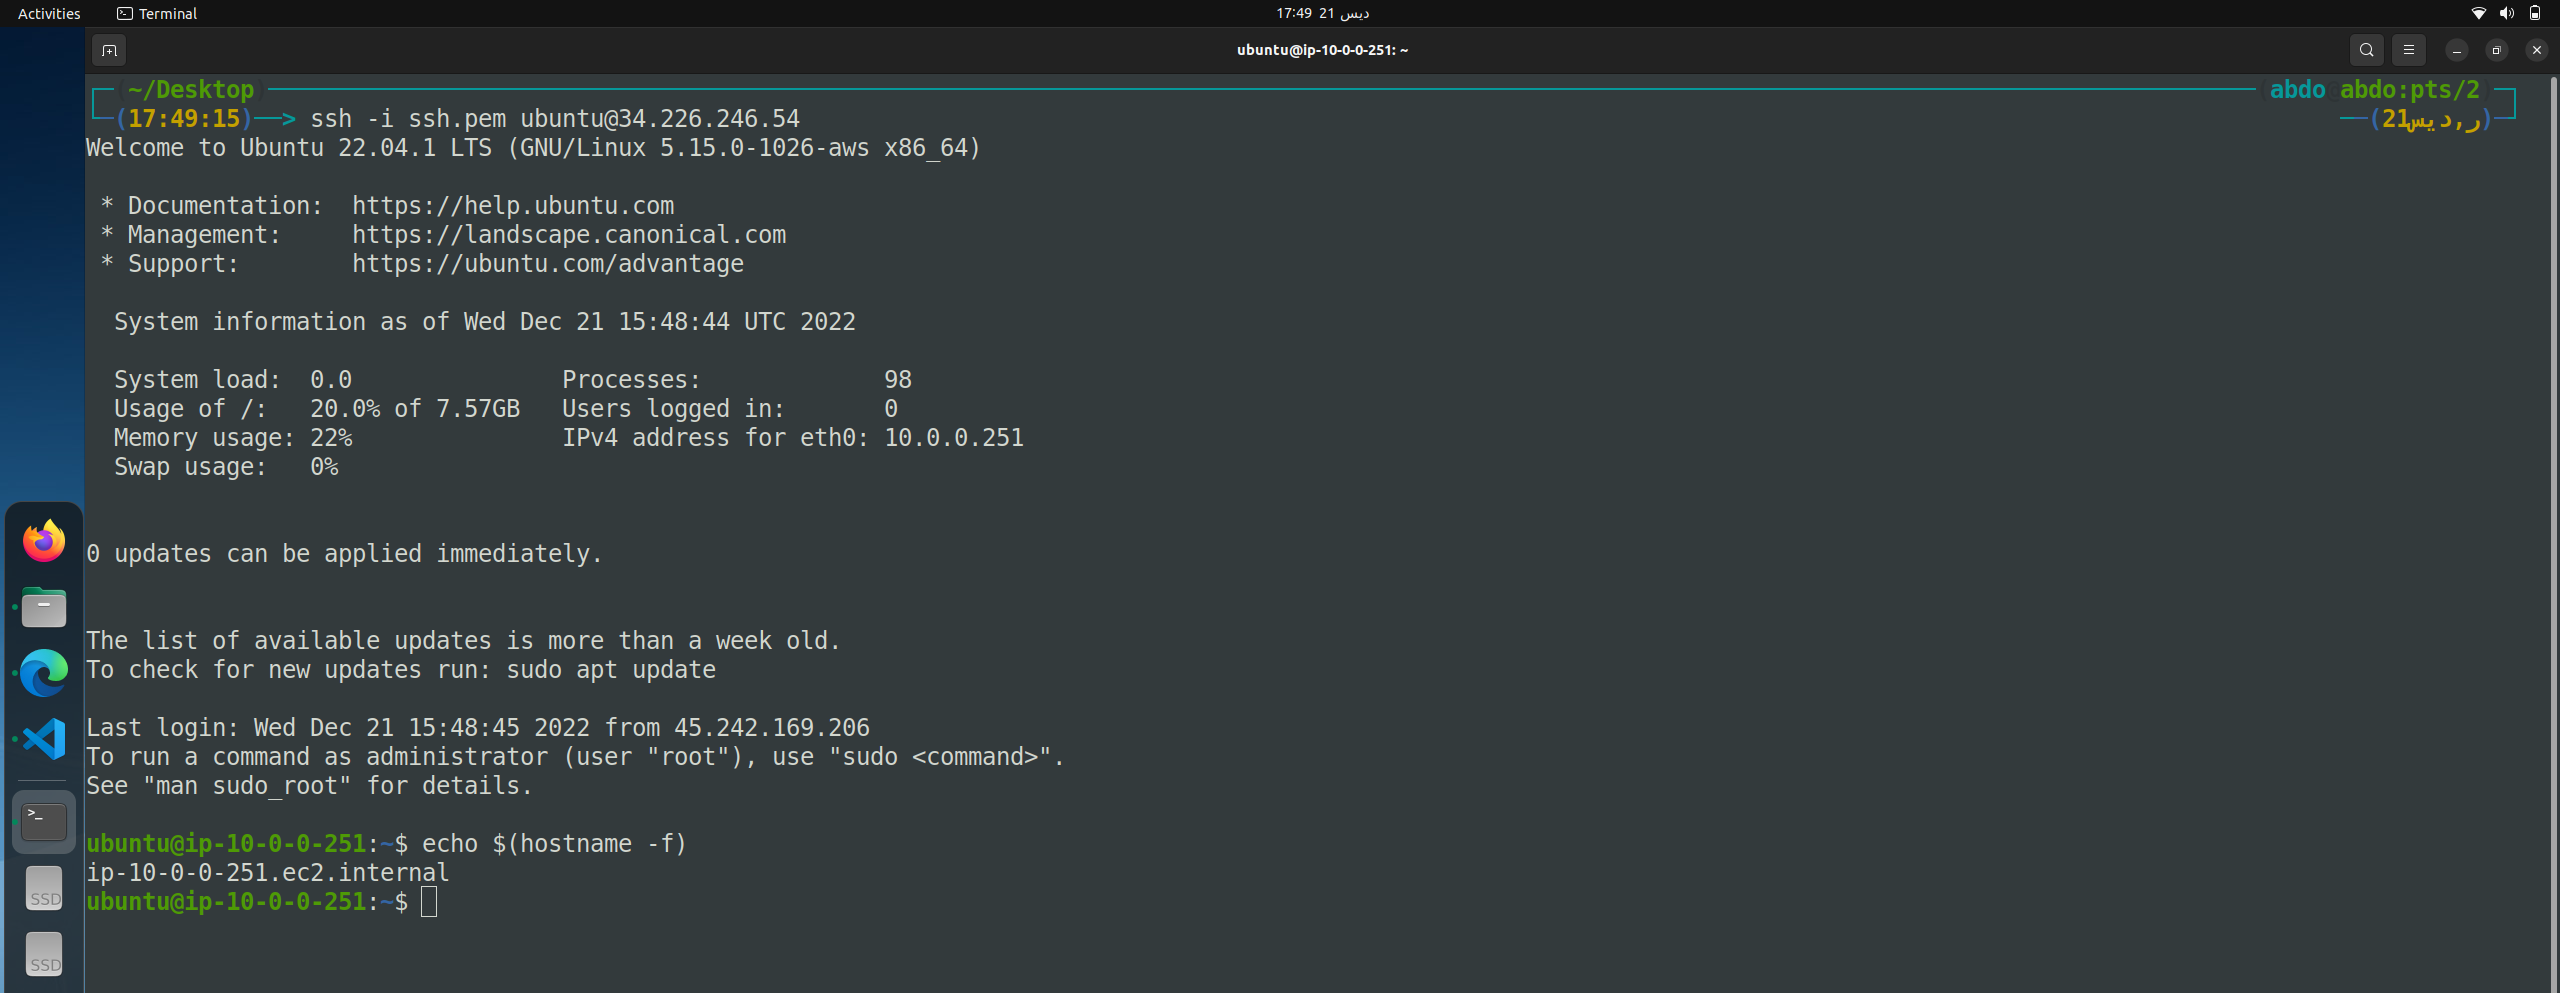 Activities Terminal 17:49 21 ديس
ubuntu@ip-10-0-0-251: ~
(~/Desktop) (abdo@abdo:pts/2)
(17:49:15)──> ssh -i ssh.pem ubuntu@34.226.246.54 (21ر,ديس)
Welcome to Ubuntu 22.04.1 LTS (GNU/Linux 5.15.0-1026-aws x86_64)
* Documentation: https://help.ubuntu.com
* Management: https://landscape.canonical.com
* Support: https://ubuntu.com/advantage
System information as of Wed Dec 21 15:48:44 UTC 2022
System load: 0.0 Processes: 98
Usage of /: 20.0% of 7.57GB Users logged in: 0
Memory usage: 22% IPv4 address for eth0: 10.0.0.251
Swap usage: 0%
0 updates can be applied immediately.
The list of available updates is more than a week old.
To check for new updates run: sudo apt update
Last login: Wed Dec 21 15:48:45 2022 from 45.242.169.206
To run a command as administrator (user "root"), use "sudo <command>".
See "man sudo_root" for details.
ubuntu@ip-10-0-0-251:~$ echo $(hostname -f)
ip-10-0-0-251.ec2.internal
ubuntu@ip-10-0-0-251:~$
SSD
SSD